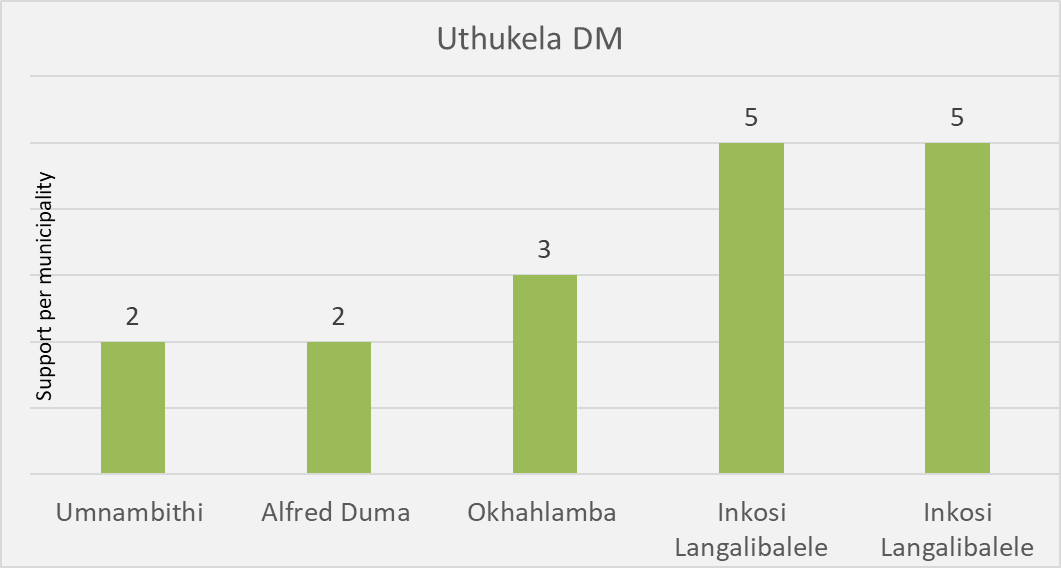 Uthukela DM
Support per municipality
2
2
3
5
5
Umnambithi
Alfred Duma
Okhahlamba
Inkosi
Langalibalele
Inkosi
Langalibalele